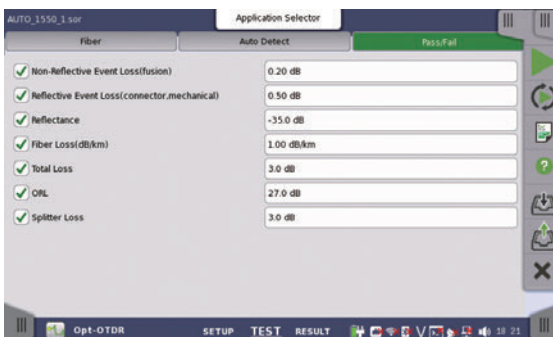 AUTO_1550_1.sor
Application Selector
Fiber
Auto Detect
Pass/Fail
Non-Reflective Event Loss(fusion)
0.20 dB
Reflective Event Loss(connector,mechanical)
0.50 dB
Reflectance
-35.0 dB
Fiber Loss(dB/km)
1.00 dB/km
Total Loss
3.0 dB
ORL
27.0 dB
Splitter Loss
3.0 dB
Opt-OTDR SETUP TEST RESULT V 18 21